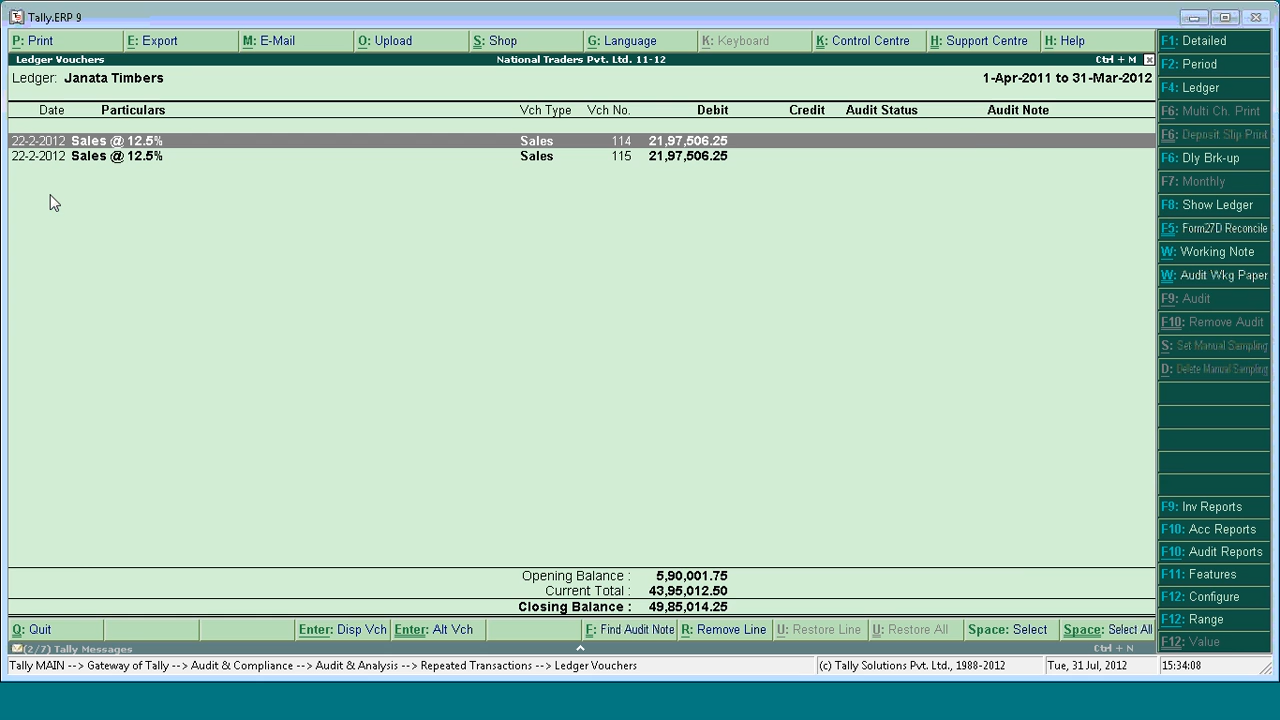 Tally.ERP 9
P: Print E: Export M: E-Mail O: Upload S: Shop G: Language K: Keyboard K: Control Centre H: Support Centre H: Help
Ledger Vouchers National Traders Pvt. Ltd. 11-12 Ctrl + M
Ledger: Janata Timbers 1-Apr-2011 to 31-Mar-2012
Date Particulars Vch Type Vch No. Debit Credit Audit Status Audit Note
22-2-2012 Sales @ 12.5% Sales 114 21,97,506.25
22-2-2012 Sales @ 12.5% Sales 115 21,97,506.25
Opening Balance : 5,90,001.75
Current Total : 43,95,012.50
Closing Balance : 49,85,014.25
F1: Detailed
F2: Period
F4: Ledger
F6: Multi Ch. Print
F6: Deposit Slip Print
F6: Dly Brk-up
F7: Monthly
F8: Show Ledger
F5: Form27D Reconcile
W: Working Note
W: Audit Wkg Paper
F9: Audit
F10: Remove Audit
S: Set Manual Sampling
D: Delete Manual Sampling
F9: Inv Reports
F10: Acc Reports
F10: Audit Reports
F11: Features
F12: Configure
F12: Range
F12: Value
Q: Quit Enter: Disp Vch Enter: Alt Vch F: Find Audit Note R: Remove Line U: Restore Line U: Restore All Space: Select Space: Select All
(2/7) Tally Messages Ctrl + N
Tally MAIN --> Gateway of Tally --> Audit & Compliance --> Audit & Analysis --> Repeated Transactions --> Ledger Vouchers (c) Tally Solutions Pvt. Ltd., 1988-2012 Tue, 31 Jul, 2012 15:34:08